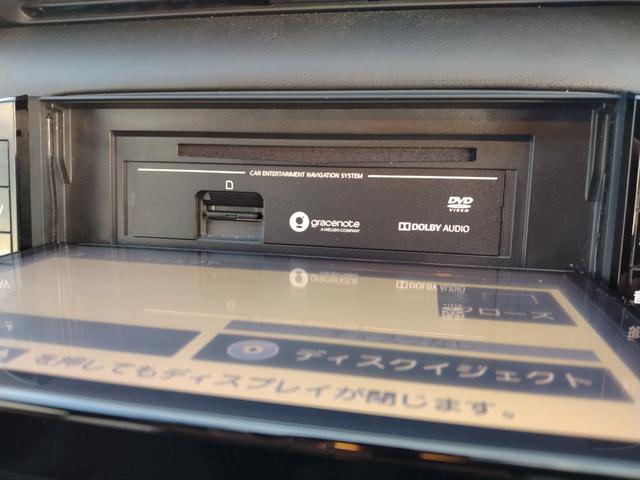 CAR ENTERTAINMENT NAVIGATION SYSTEM
gracenote
A NIELSEN COMPANY
DVD
VIDEO
DOLBY AUDIO
クローズ
ディスクイジェクト
を押してもディスプレイが閉じます。